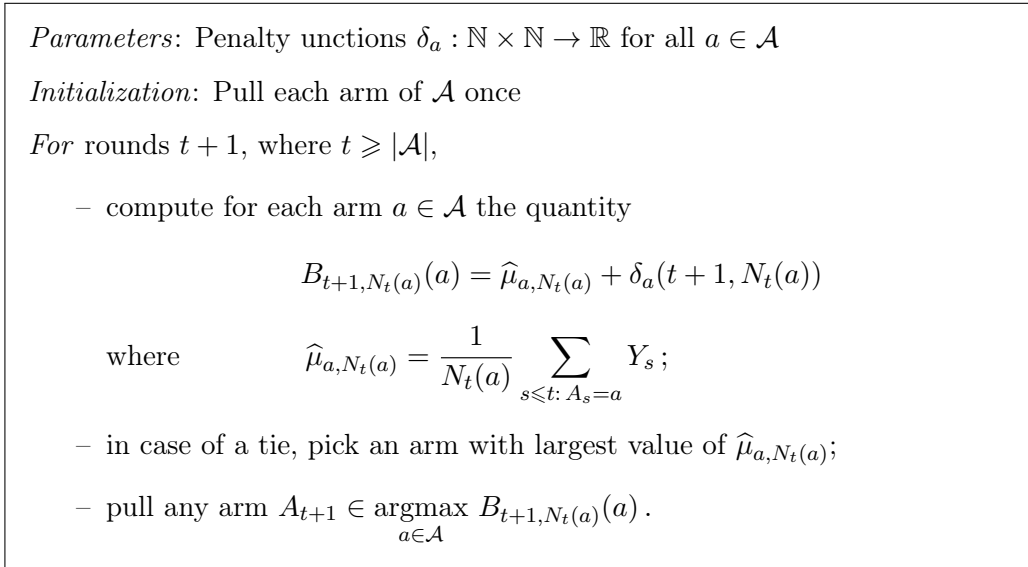 Parameters: Penalty unctions δ_a : ℕ × ℕ → ℝ for all a ∈ 𝒜
Initialization: Pull each arm of 𝒜 once
For rounds t + 1, where t ⩾ |𝒜|,
– compute for each arm a ∈ 𝒜 the quantity
B_{t+1,N_t(a)}(a) = μ̂_{a,N_t(a)} + δ_a(t + 1, N_t(a))
where μ̂_{a,N_t(a)} = \frac{1}{N_t(a)} ∑_{s⩽t: A_s=a} Y_s ;
– in case of a tie, pick an arm with largest value of μ̂_{a,N_t(a)};
– pull any arm A_{t+1} ∈ argmax_{a∈𝒜} B_{t+1,N_t(a)}(a) .